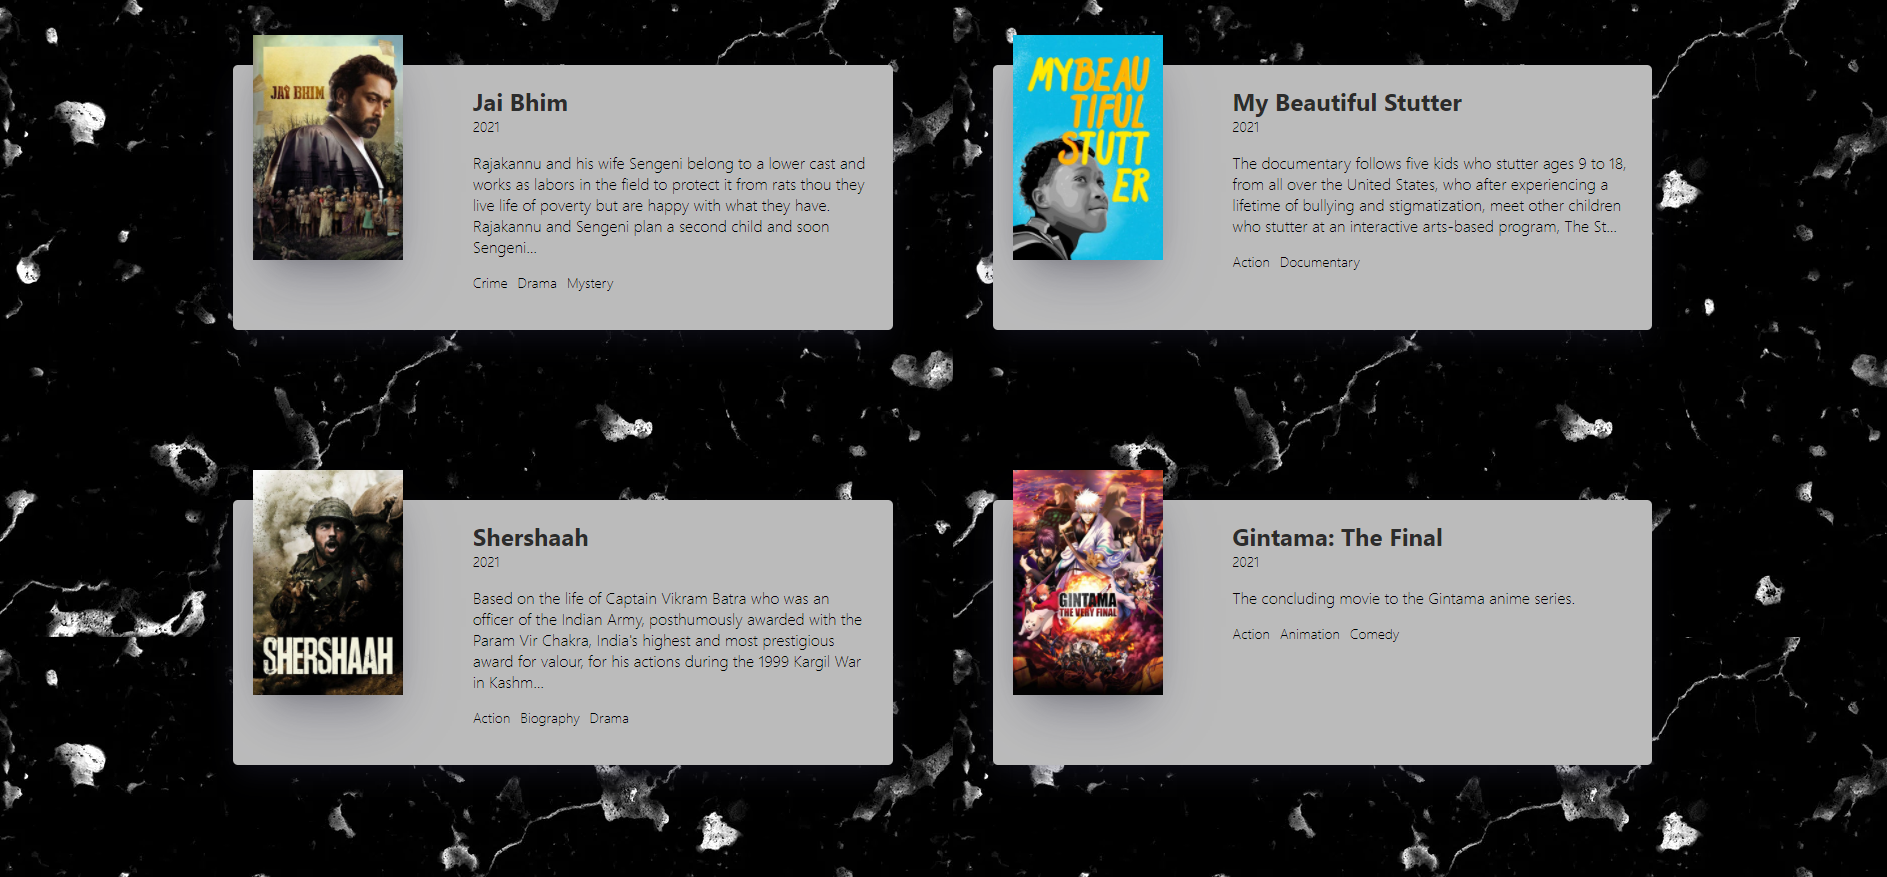 JAI BHIM
Jai Bhim
2021
Rajakannu and his wife Sengeni belong to a lower cast and
works as labors in the field to protect it from rats thou they
live life of poverty but are happy with what they have.
Rajakannu and Sengeni plan a second child and soon
Sengeni...
Crime Drama Mystery
MY BEAU
TIFUL
STUTT
ER
My Beautiful Stutter
2021
The documentary follows five kids who stutter ages 9 to 18,
from all over the United States, who after experiencing a
lifetime of bullying and stigmatization, meet other children
who stutter at an interactive arts-based program, The St...
Action Documentary
SHERSHAAH
Shershaah
2021
Based on the life of Captain Vikram Batra who was an
officer of the Indian Army, posthumously awarded with the
Param Vir Chakra, India's highest and most prestigious
award for valour, for his actions during the 1999 Kargil War
in Kashm...
Action Biography Drama
GINTAMA
THE VERY FINAL
Gintama: The Final
2021
The concluding movie to the Gintama anime series.
Action Animation Comedy